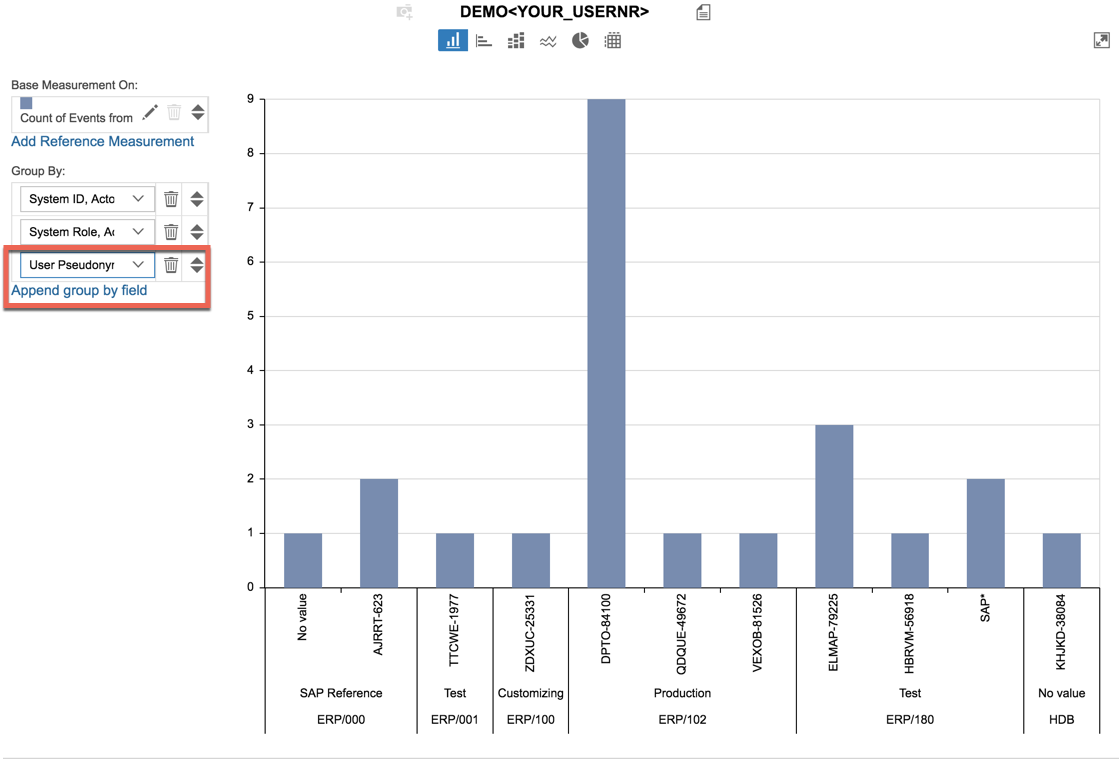 DEMO<YOUR_USERNR>
Base Measurement On:
Count of Events from
Add Reference Measurement
Group By:
System ID, Acto
System Role, Ac
User Pseudonyr
Append group by field
9
8
7
6
5
4
3
2
1
0
No value
AJRRT-623
TTCWE-1977
ZDXUC-25331
DPTO-84100
QDQUE-49672
VEXOB-81526
ELMAP-79225
HBRVM-56918
SAP*
KHJKD-38084
SAP Reference Test Customizing Production Test No value
ERP/000 ERP/001 ERP/100 ERP/102 ERP/180 HDB